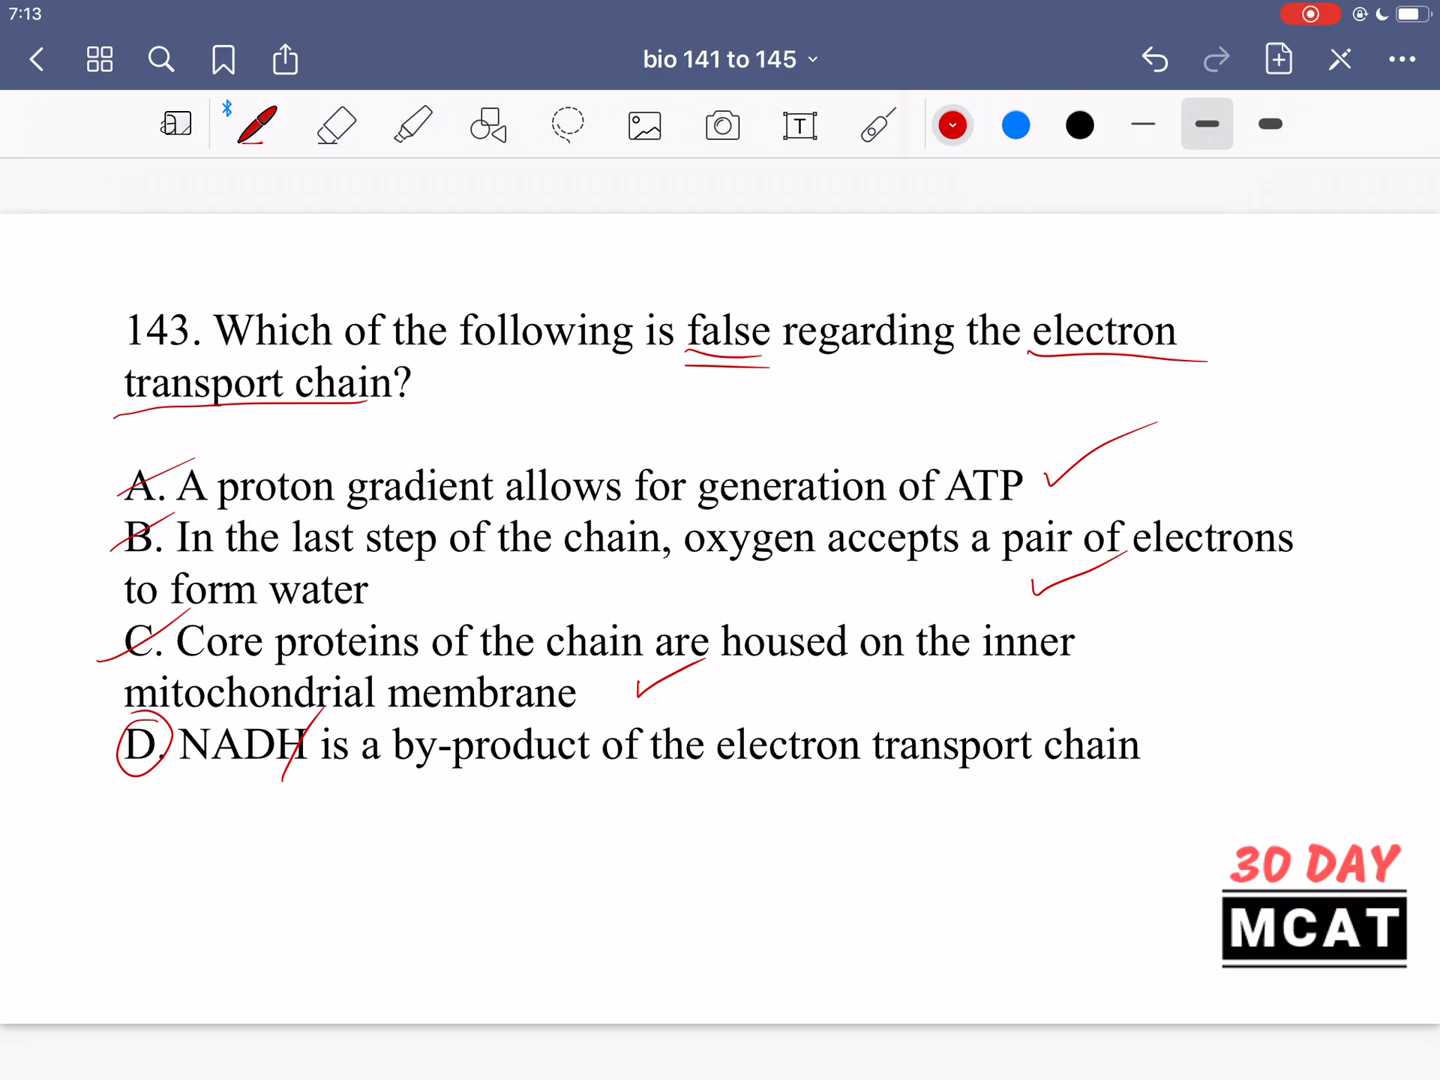 7:13
bio 141 to 145
T
143. Which of the following is false regarding the electron
transport chain?
A. A proton gradient allows for generation of ATP
B. In the last step of the chain, oxygen accepts a pair of electrons
to form water
C. Core proteins of the chain are housed on the inner
mitochondrial membrane
D. NADH is a by-product of the electron transport chain
30 DAY
MCAT